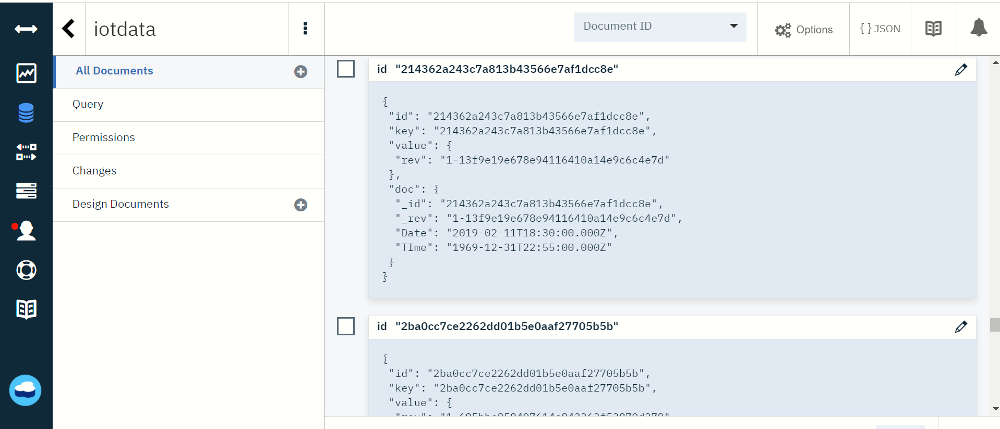 iotdata
Document ID
Options
{ } JSON
All Documents
Query
Permissions
Changes
Design Documents
id "214362a243c7a813b43566e7af1dcc8e"
{
"id": "214362a243c7a813b43566e7af1dcc8e",
"key": "214362a243c7a813b43566e7af1dcc8e",
"value": {
"rev": "1-13f9e19e678e94116410a14e9c6c4e7d"
},
"doc": {
"_id": "214362a243c7a813b43566e7af1dcc8e",
"_rev": "1-13f9e19e678e94116410a14e9c6c4e7d",
"Date": "2019-02-11T18:30:00.000Z",
"TIme": "1969-12-31T22:55:00.000Z"
}
}
id "2ba0cc7ce2262dd01b5e0aaf27705b5b"
{
"id": "2ba0cc7ce2262dd01b5e0aaf27705b5b",
"key": "2ba0cc7ce2262dd01b5e0aaf27705b5b",
"value": {